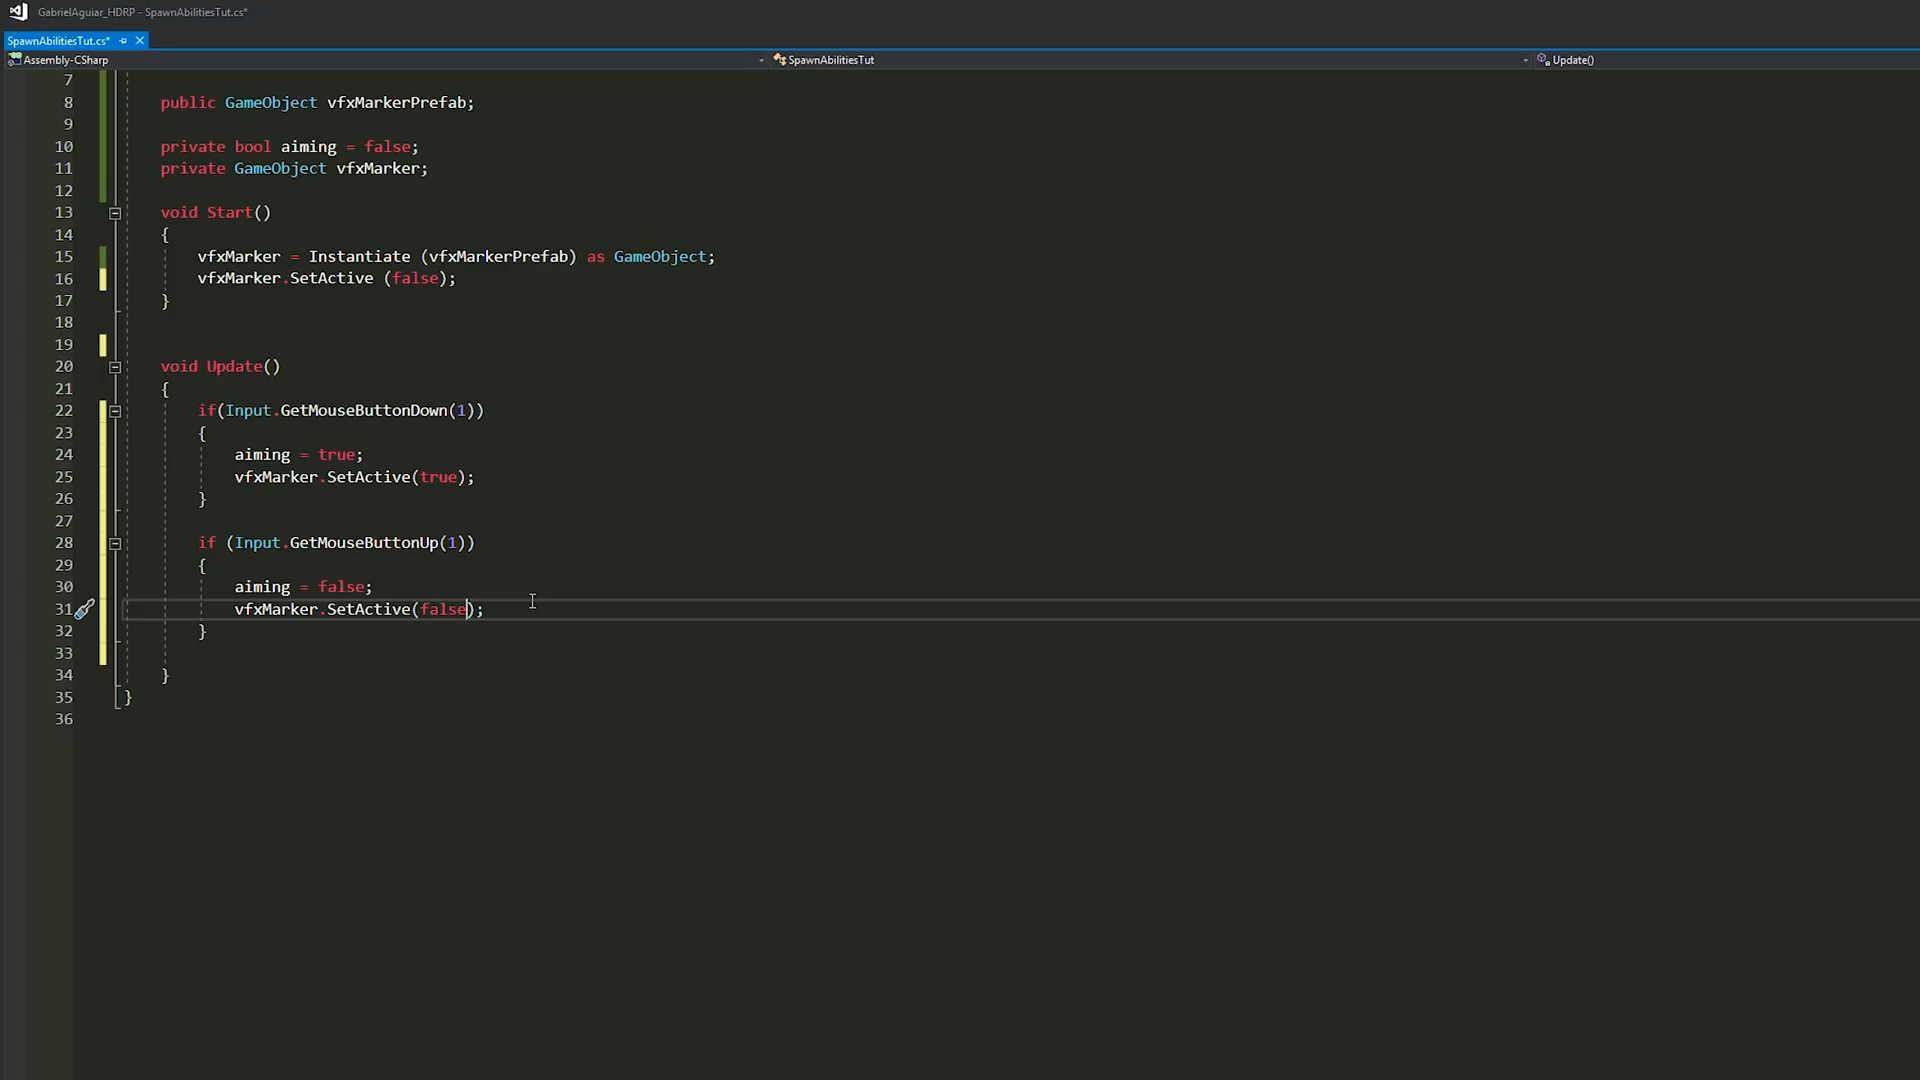 GabrielAguiar_HDRP - SpawnAbilitiesTut.cs*
SpawnAbilitiesTut.cs*
Assembly-CSharp SpawnAbilitiesTut Update()
7
8 public GameObject vfxMarkerPrefab;
9
10 private bool aiming = false;
11 private GameObject vfxMarker;
12
13 void Start()
14 {
15 vfxMarker = Instantiate (vfxMarkerPrefab) as GameObject;
16 vfxMarker.SetActive (false);
17 }
18
19
20 void Update()
21 {
22 if(Input.GetMouseButtonDown(1))
23 {
24 aiming = true;
25 vfxMarker.SetActive(true);
26 }
27
28 if (Input.GetMouseButtonUp(1))
29 {
30 aiming = false;
31 vfxMarker.SetActive(false);
32 }
33
34 }
35 }
36